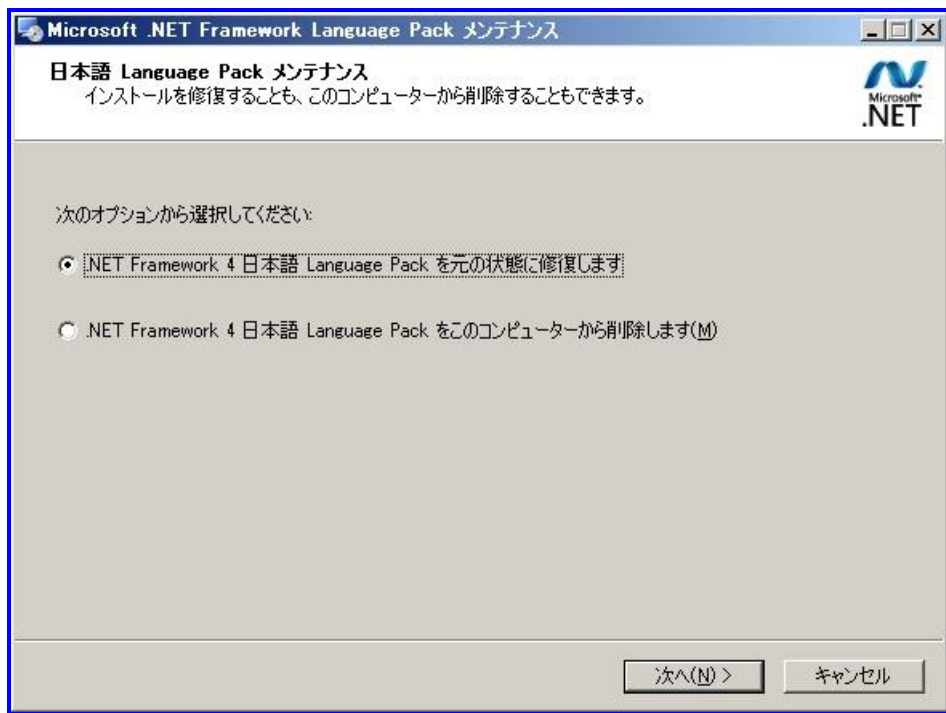 Microsoft .NET Framework Language Pack メンテナンス
日本語 Language Pack メンテナンス
インストールを修復することも、このコンピューターから削除することもできます。
Microsoft
.NET
次のオプションから選択してください:
.NET Framework 4 日本語 Language Pack を元の状態に修復します
.NET Framework 4 日本語 Language Pack をこのコンピューターから削除します(M)
次へ(N) >
キャンセル